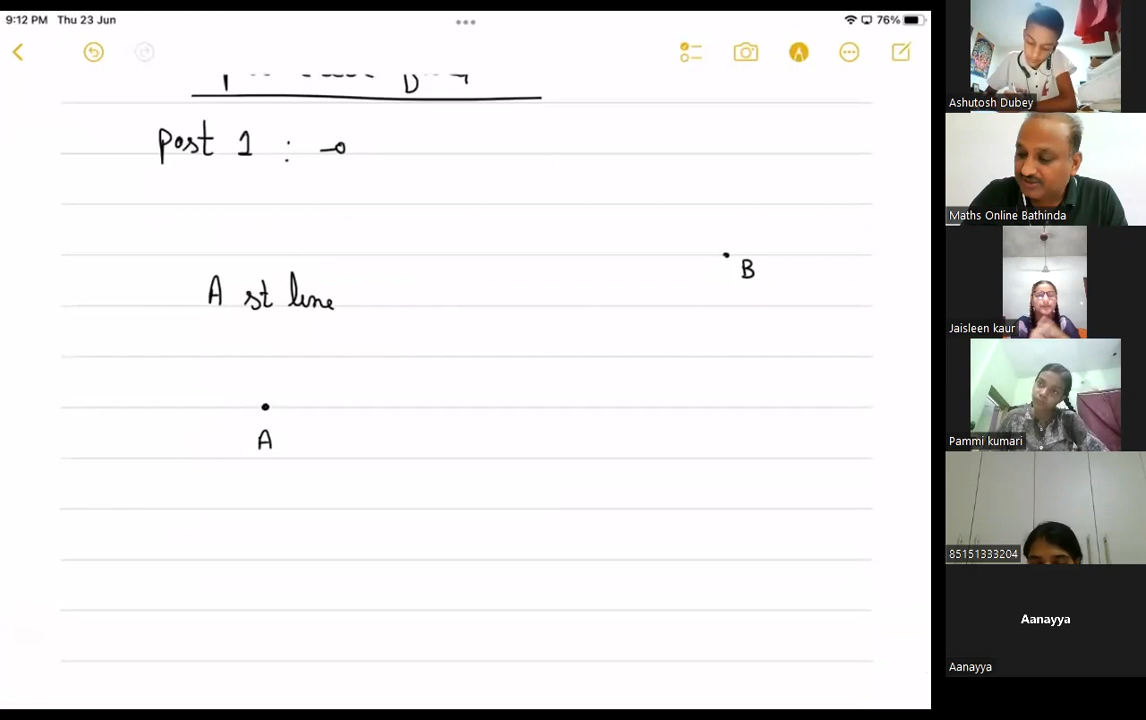 9:12 PM Thu 23 Jun
76%
Post 1 :
B
A st line
A
Ashutosh Dubey
Maths Online Bathinda
Jaisleen kaur
Pammi kumari
85151333204
Aanayya
Aanayya